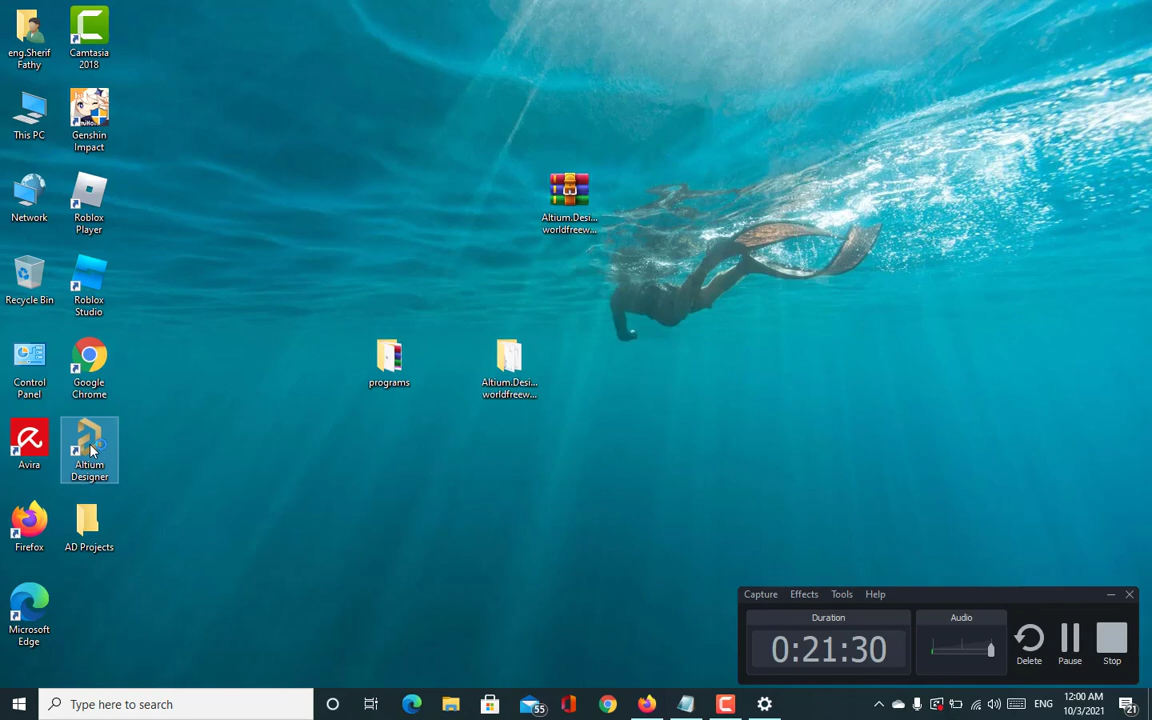 eng.Sherif
Fathy
Camtasia
2018
This PC
Genshin
Impact
Network
Roblox
Player
Recycle Bin
Roblox
Studio
Control
Panel
Google
Chrome
Avira
Altium
Designer
Firefox
AD Projects
Microsoft
Edge
Altium.Desi...
worldfreew...
programs
Altium.Desi...
worldfreew...
Capture Effects Tools Help
Duration
Audio
0:21:30
Delete
Pause
Stop
Type here to search
55
ENG
12:00 AM
10/3/2021
21